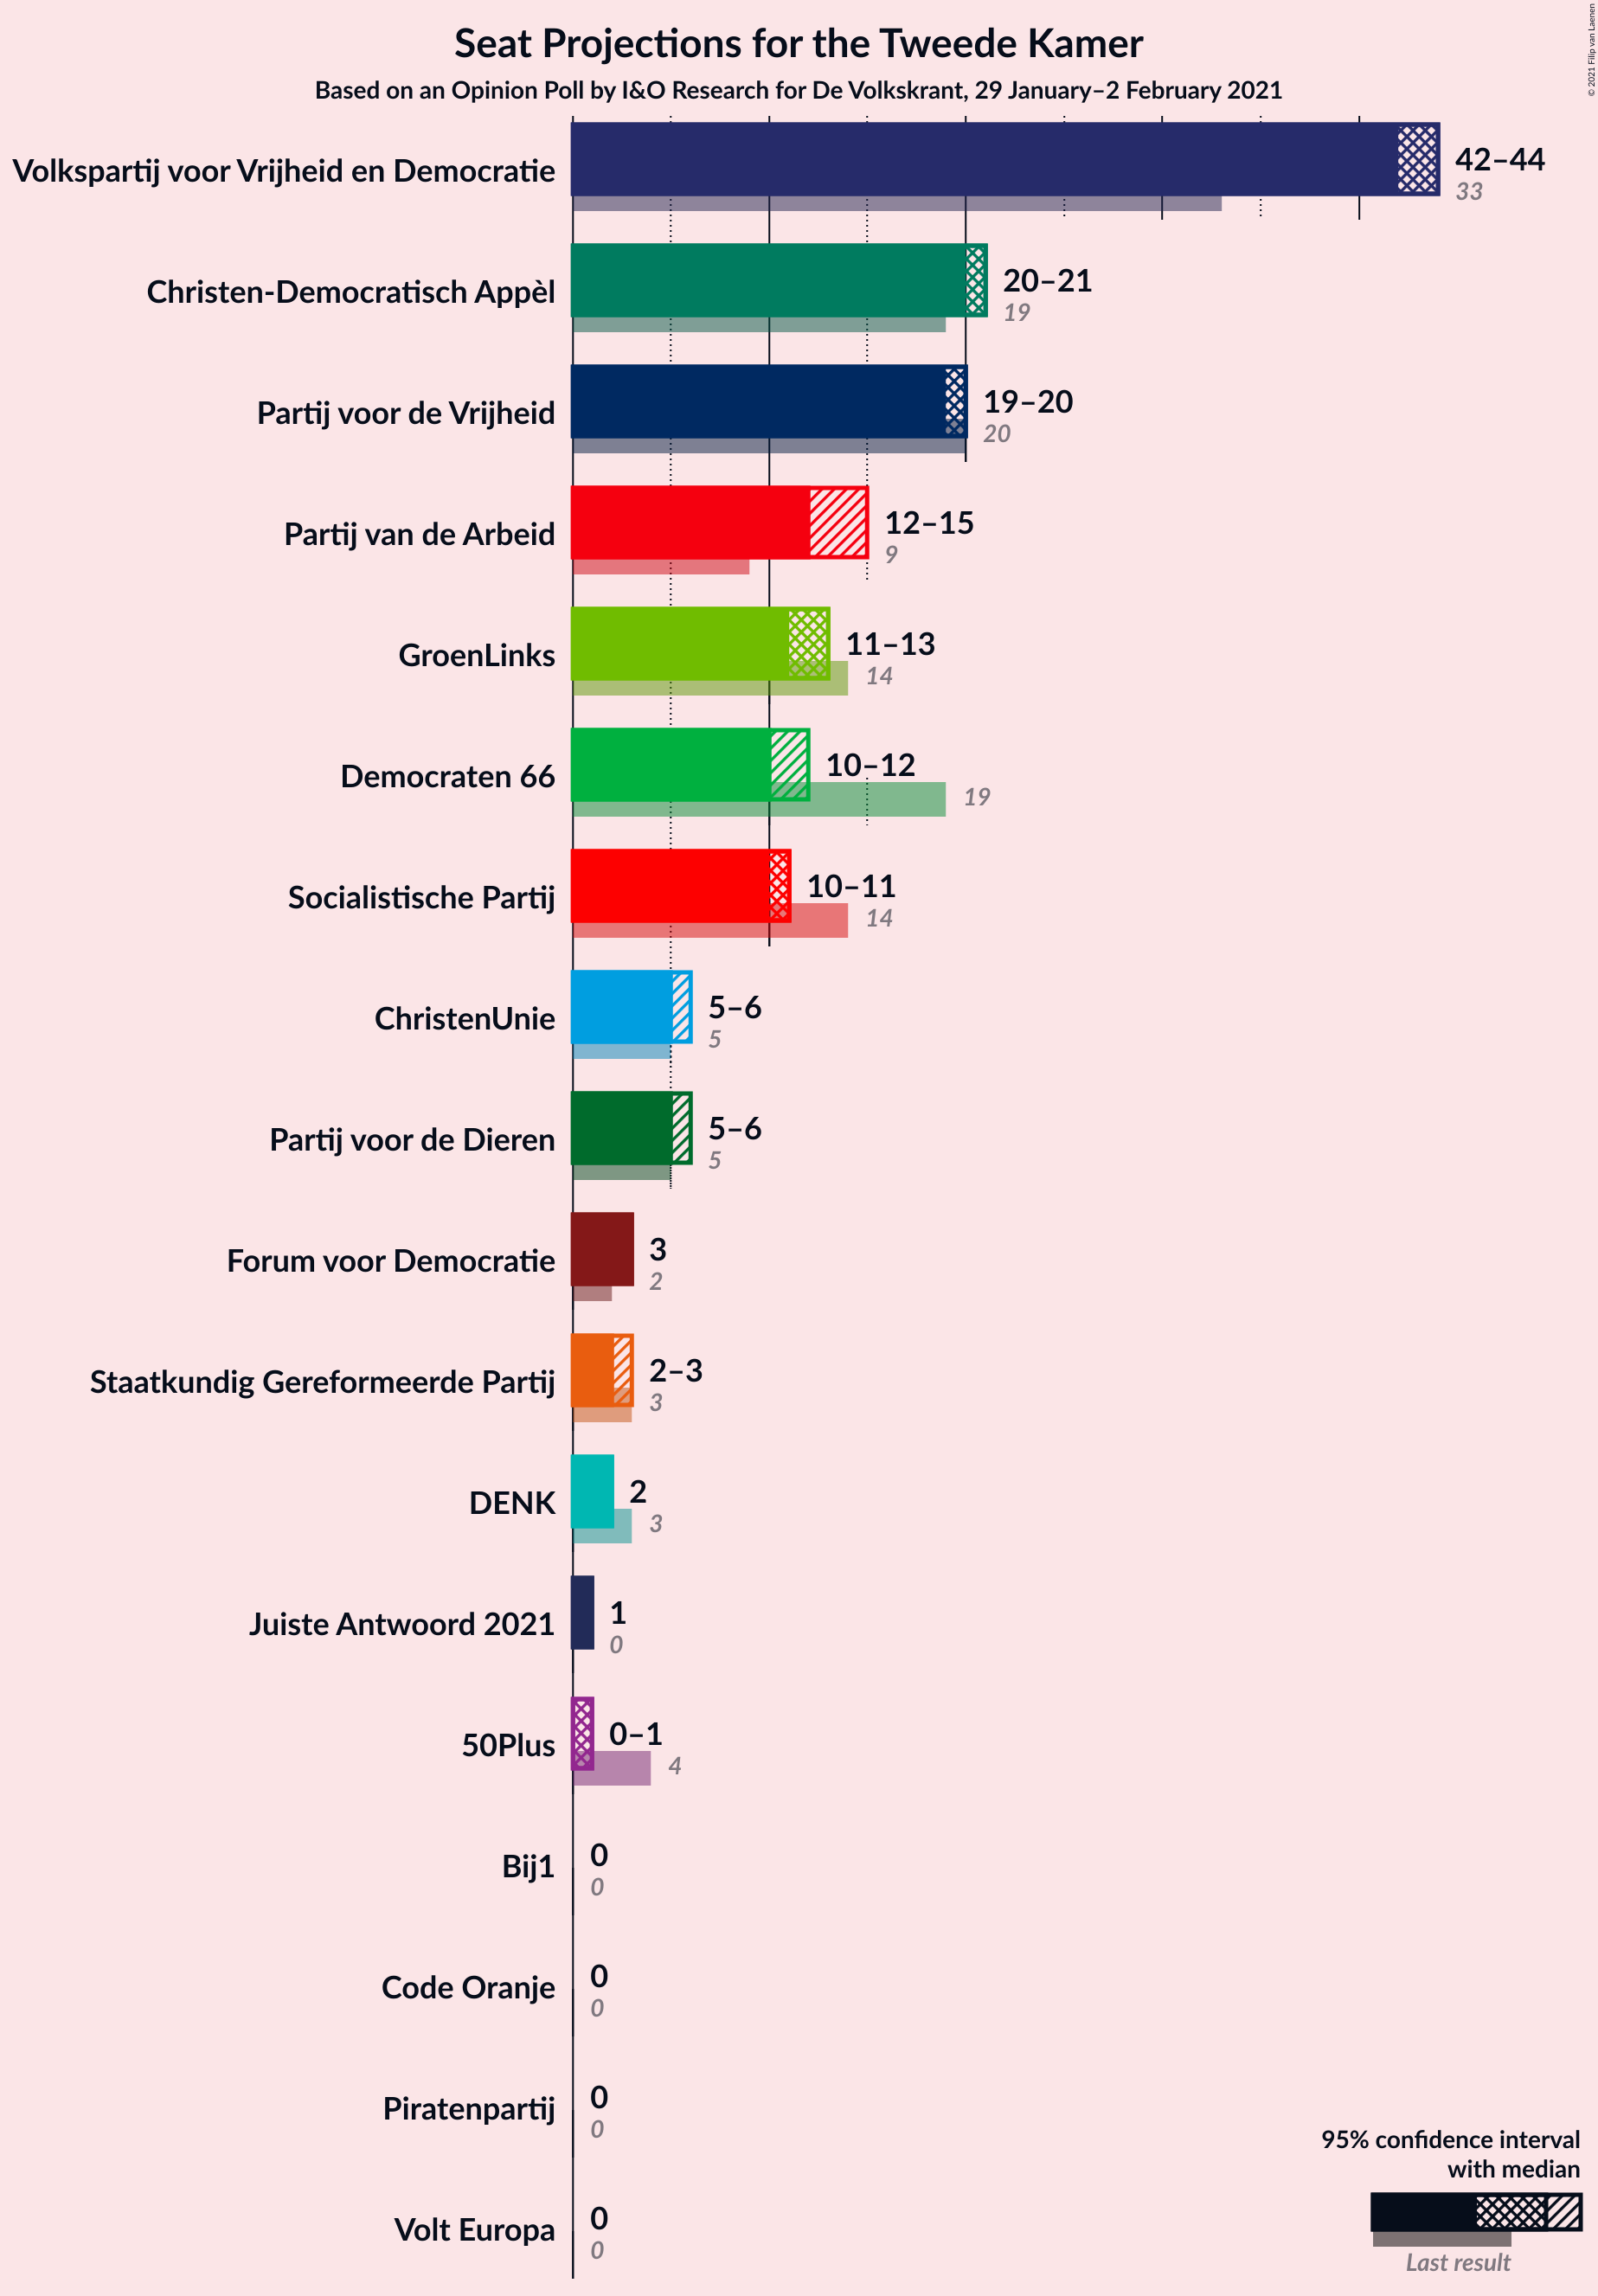 Seat Projections for the Tweede Kamer
Based on an Opinion Poll by I&O Research for De Volkskrant, 29 January–2 February 2021
© 2021 Filip van Laenen
Volkspartij voor Vrijheid en Democratie
42–44
33
Christen-Democratisch Appèl
20–21
19
Partij voor de Vrijheid
19–20
20
Partij van de Arbeid
12–15
9
GroenLinks
11–13
14
Democraten 66
10–12
19
Socialistische Partij
10–11
14
ChristenUnie
5–6
5
Partij voor de Dieren
5–6
5
Forum voor Democratie
3
2
Staatkundig Gereformeerde Partij
2–3
3
DENK
2
3
Juiste Antwoord 2021
1
0
50Plus
0–1
4
Bij1
0
0
Code Oranje
0
0
Piratenpartij
0
0
Volt Europa
0
0
95% confidence interval
with median
Last result